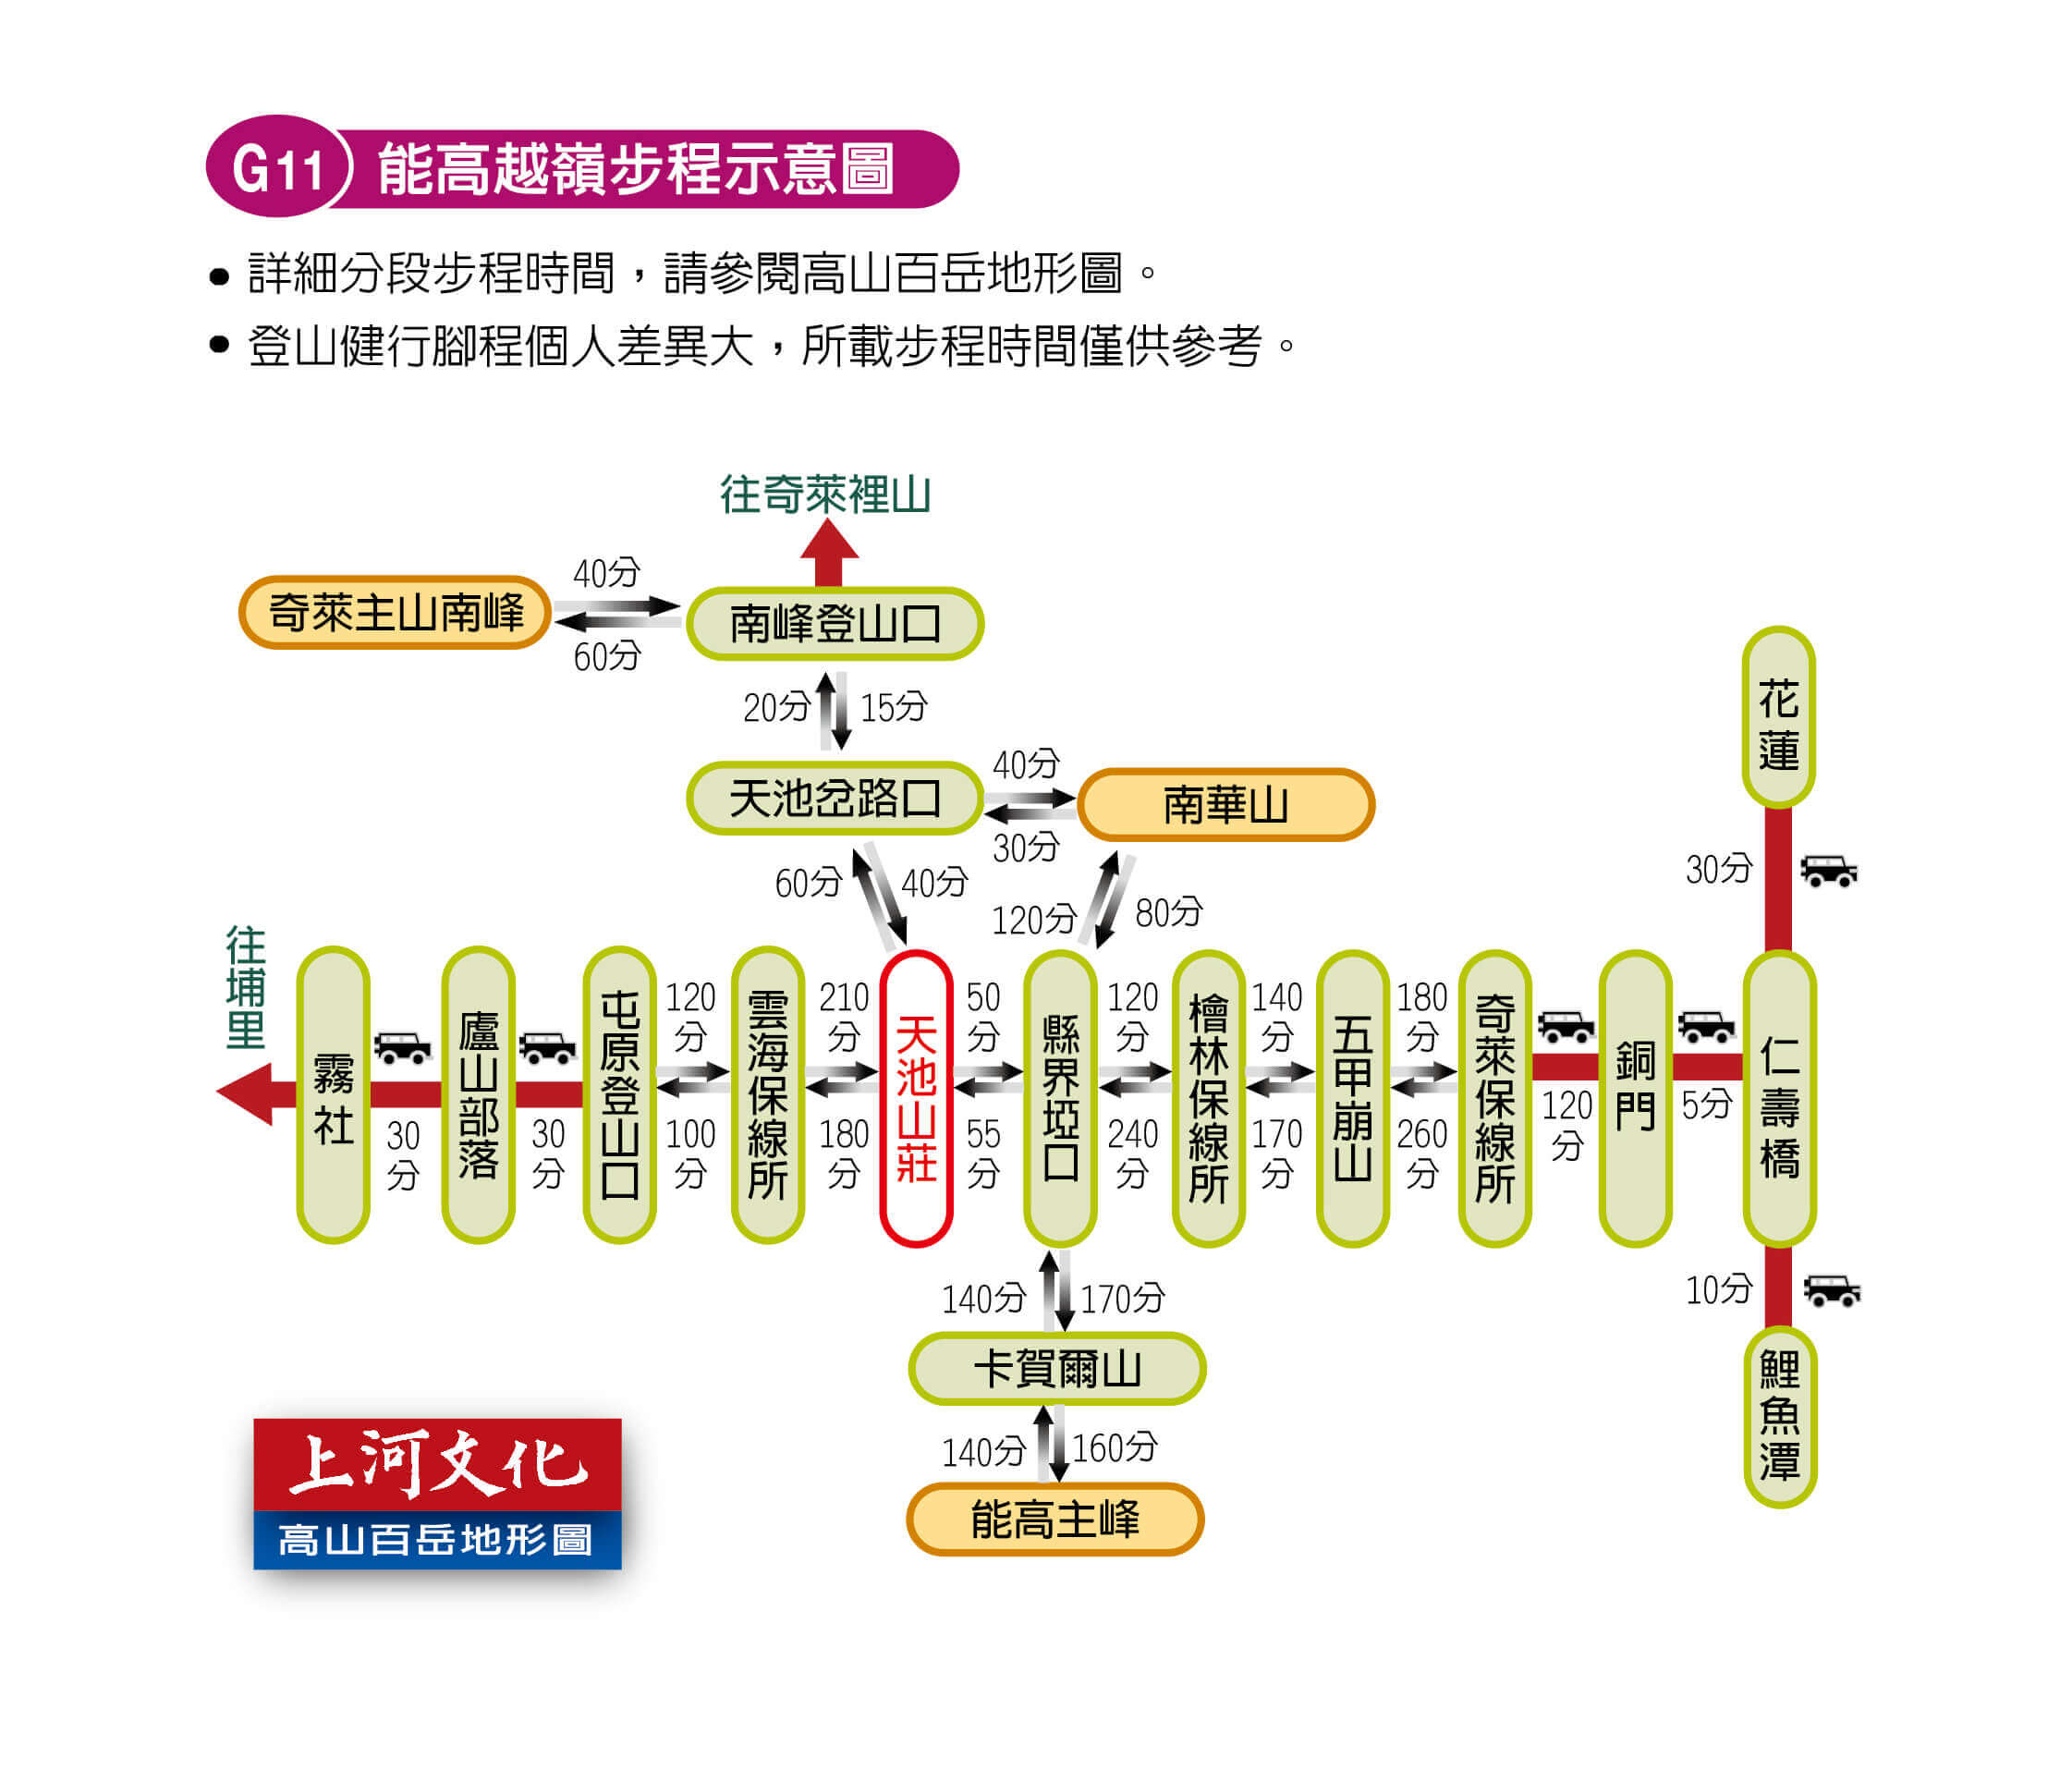 G11 能高越嶺步程示意圖
● 詳細分段步程時間，請參閱高山百岳地形圖。
● 登山健行腳程個人差異大，所載步程時間僅供參考。
往奇萊裡山
40分
奇萊主山南峰
南峰登山口
60分
20分
15分
花蓮
40分
天池岔路口
南華山
30分
30分
60分
40分
120分
80分
往埔里
霧社
30分
廬山部落
30分
屯原登山口
120分
100分
雲海保線所
210分
180分
天池山莊
50分
55分
縣界埡口
120分
240分
檜林保線所
140分
170分
五甲崩山
180分
260分
奇萊保線所
120分
銅門
5分
仁壽橋
140分
170分
10分
卡賀爾山
鯉魚潭
140分
160分
能高主峰
上河文化
高山百岳地形圖